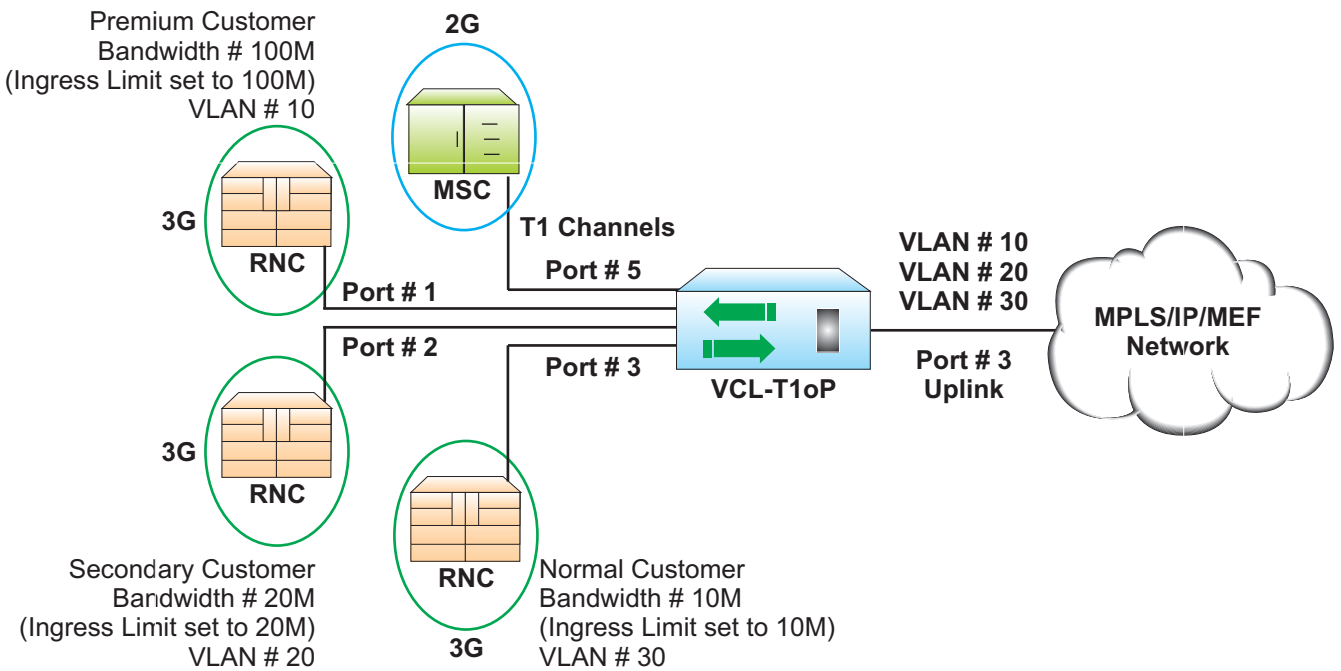 Premium Customer
Bandwidth # 100M
(Ingress Limit set to 100M)
VLAN # 10
2G
MSC
3G
RNC
T1 Channels
Port # 5
Port # 1
Port # 2
Port # 3
VCL-T1oP
VLAN # 10
VLAN # 20
VLAN # 30
Port # 3
Uplink
MPLS/IP/MEF
Network
3G
RNC
Secondary Customer
Bandwidth # 20M
(Ingress Limit set to 20M)
VLAN # 20
RNC
3G
Normal Customer
Bandwidth # 10M
(Ingress Limit set to 10M)
VLAN # 30